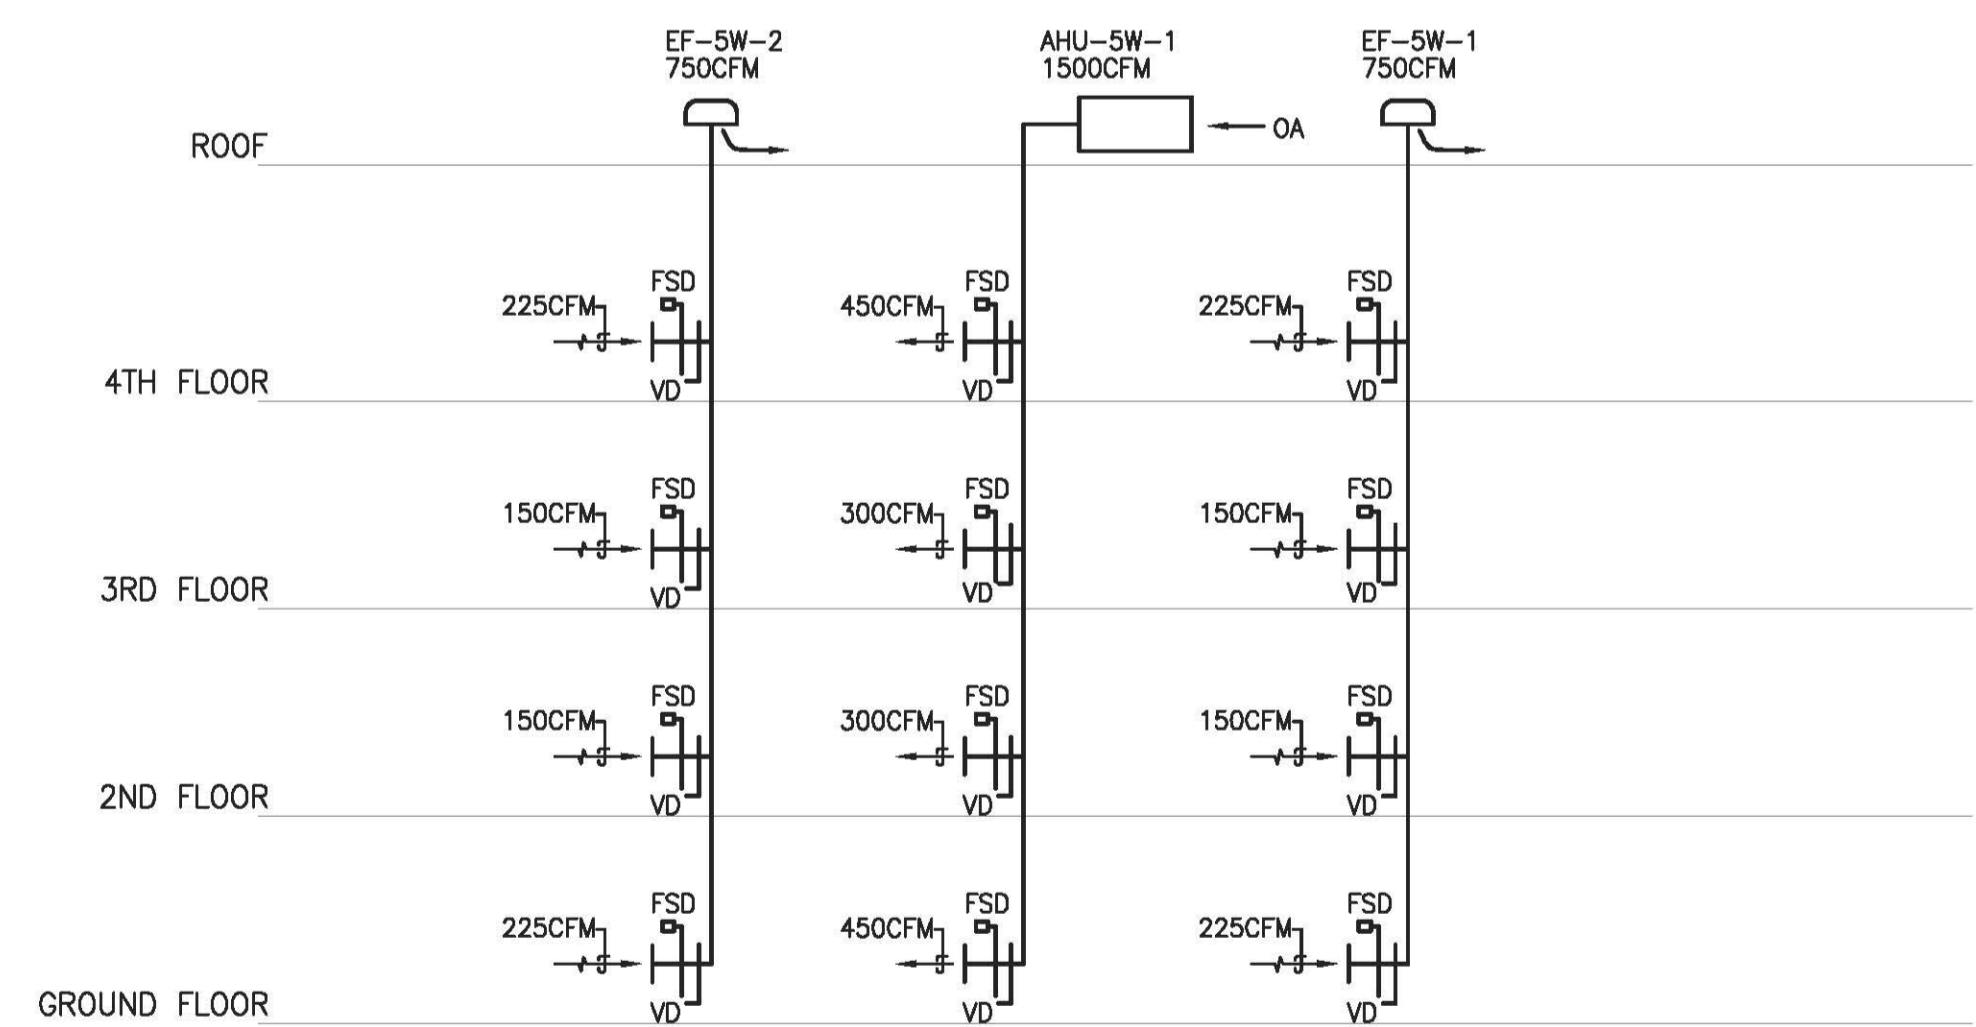 EF-5W-2
750CFM
AHU-5W-1
1500CFM
EF-5W-1
750CFM
OA
ROOF
FSD
FSD
FSD
225CFM
450CFM
225CFM
VD
VD
VD
4TH FLOOR
FSD
FSD
FSD
150CFM
300CFM
150CFM
VD
VD
VD
3RD FLOOR
FSD
FSD
FSD
150CFM
300CFM
150CFM
VD
VD
VD
2ND FLOOR
FSD
FSD
FSD
225CFM
450CFM
225CFM
VD
VD
VD
GROUND FLOOR